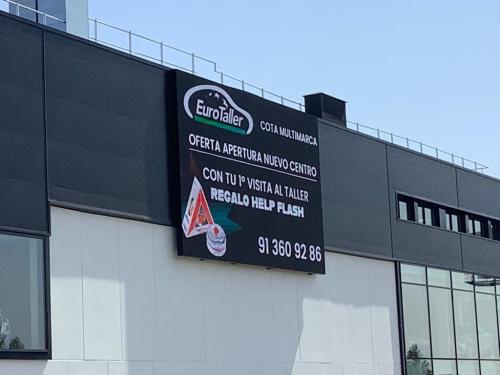 EuroTaller
COTA MULTIMARCA
OFERTA APERTURA NUEVO CENTRO
CON TU 1º VISITA AL TALLER
REGALO HELP FLASH
91 360 92 86